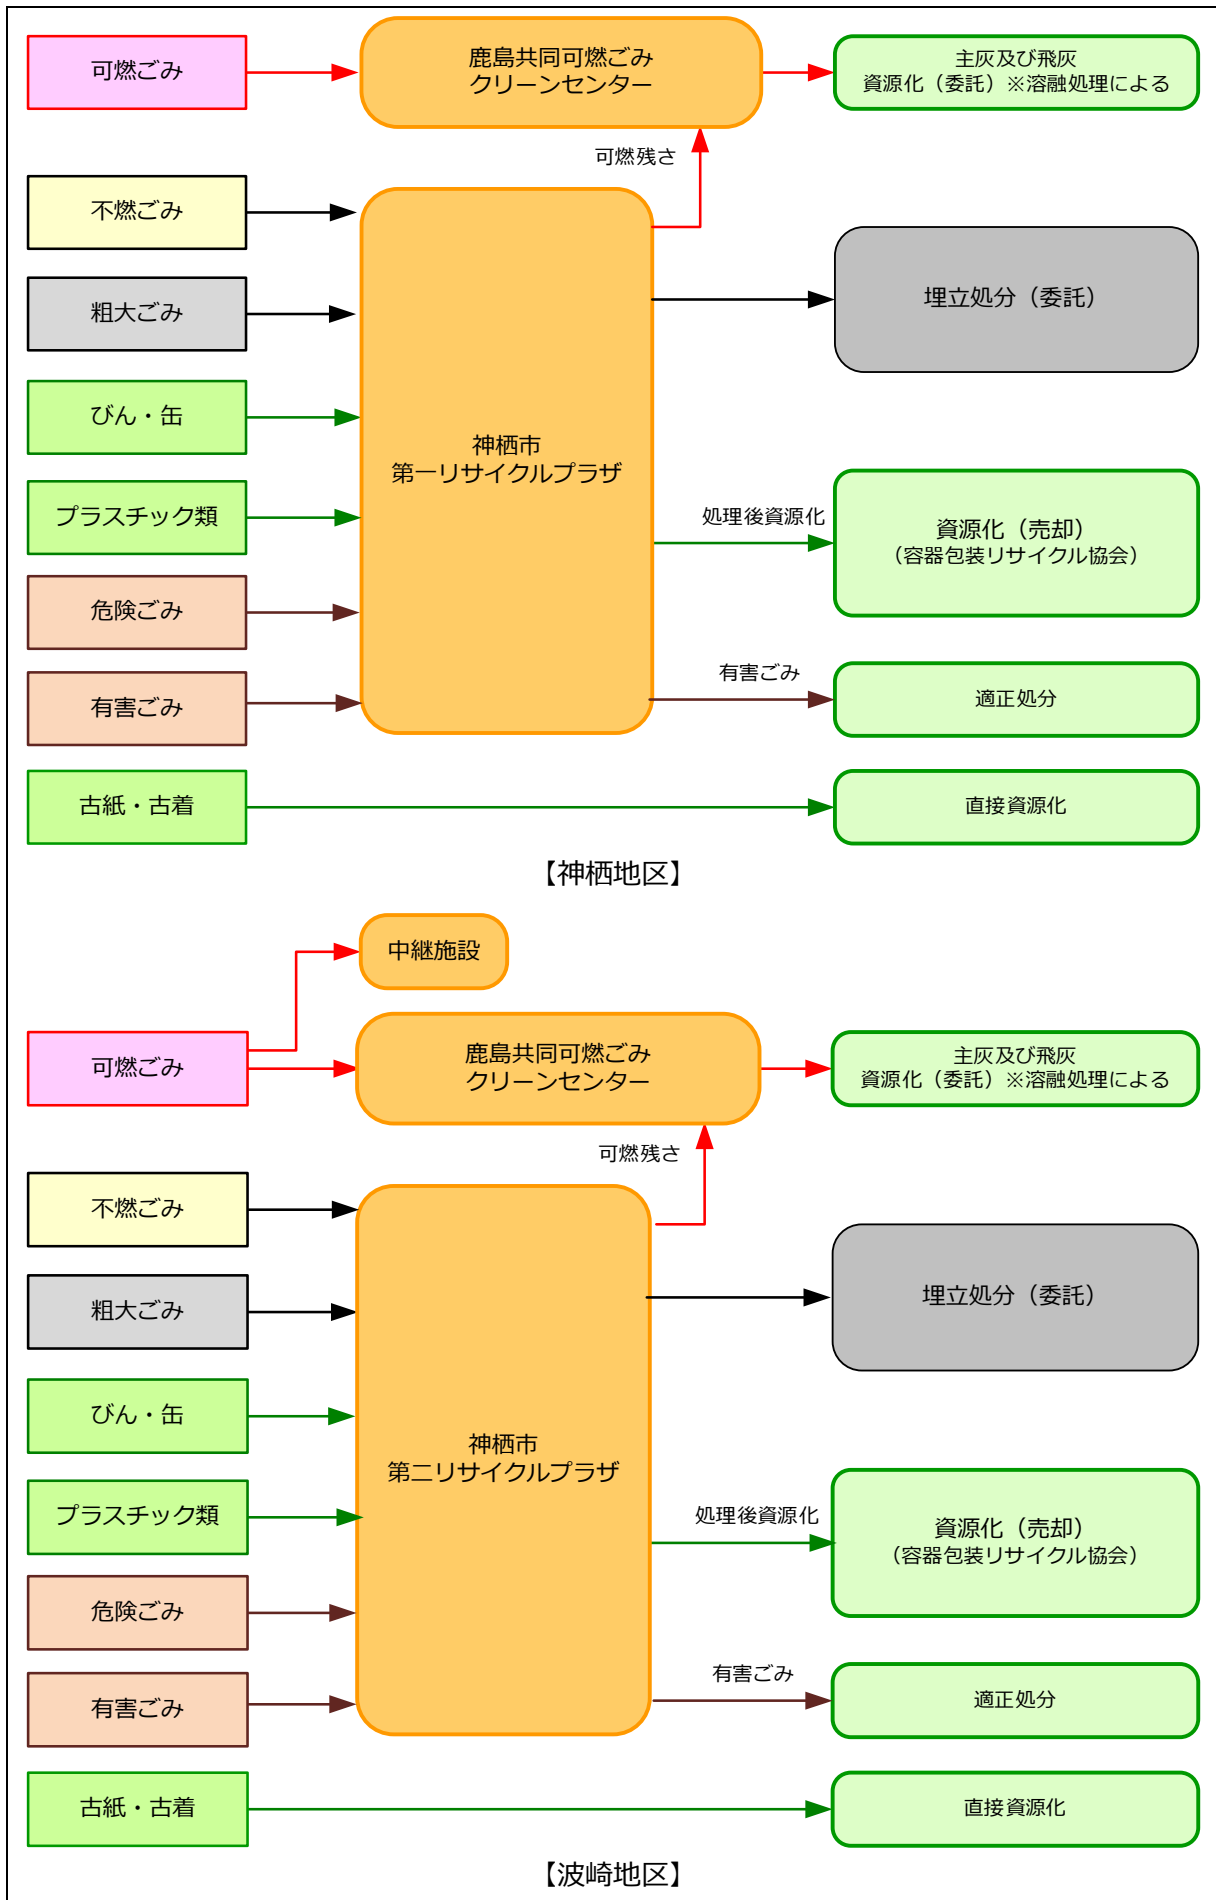 可燃ごみ
鹿島共同可燃ごみ
クリーンセンター
主灰及び飛灰
資源化（委託）※溶融処理による
可燃残さ
不燃ごみ
粗大ごみ
埋立処分（委託）
びん・缶
神栖市
第一リサイクルプラザ
プラスチック類
処理後資源化
資源化（売却）
（容器包装リサイクル協会）
危険ごみ
有害ごみ
有害ごみ
適正処分
古紙・古着
直接資源化
【神栖地区】
中継施設
可燃ごみ
鹿島共同可燃ごみ
クリーンセンター
主灰及び飛灰
資源化（委託）※溶融処理による
可燃残さ
不燃ごみ
粗大ごみ
埋立処分（委託）
びん・缶
神栖市
第二リサイクルプラザ
プラスチック類
処理後資源化
資源化（売却）
（容器包装リサイクル協会）
危険ごみ
有害ごみ
有害ごみ
適正処分
古紙・古着
直接資源化
【波崎地区】